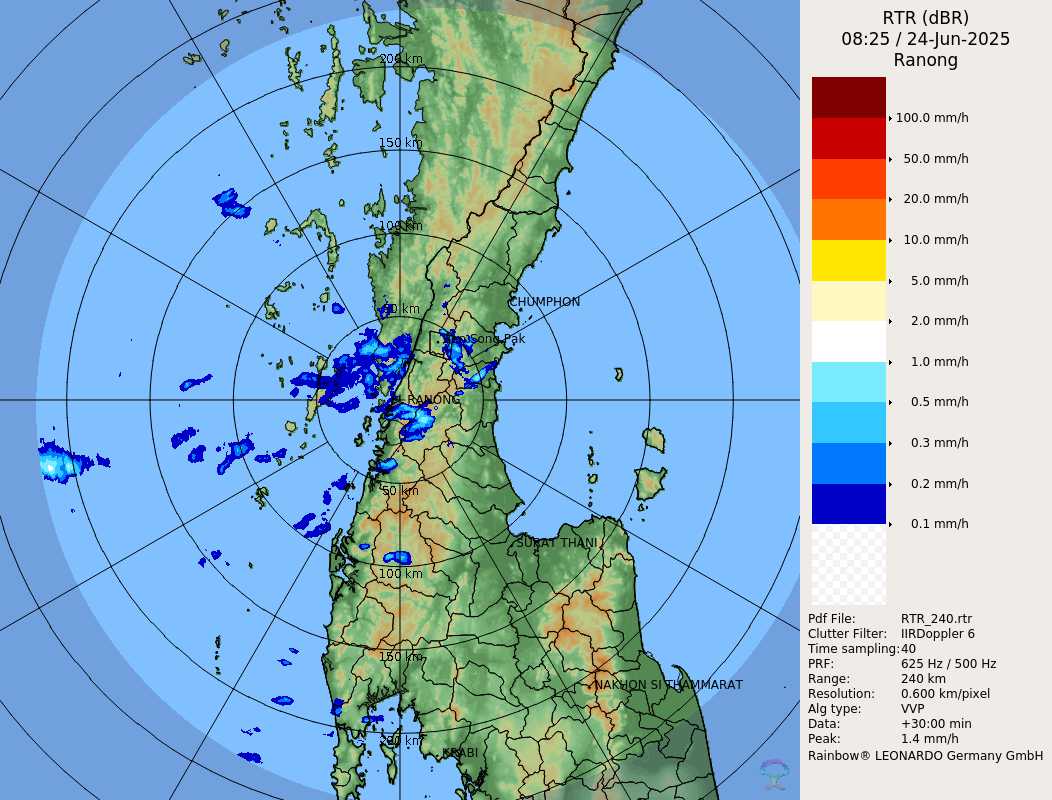 RTR (dBR)
08:25 / 24-Jun-2025
Ranong
200 km
150 km
100 km
50 km
CHUMPHON
Song Pak
RANONG
50 km
SURAT THANI
100 km
150 km
NAKHON SI THAMMARAT
200 km
KRABI
100.0 mm/h
50.0 mm/h
20.0 mm/h
10.0 mm/h
5.0 mm/h
2.0 mm/h
1.0 mm/h
0.5 mm/h
0.3 mm/h
0.2 mm/h
0.1 mm/h
Pdf File: RTR_240.rtr
Clutter Filter: IIRDoppler 6
Time sampling: 40
PRF: 625 Hz / 500 Hz
Range: 240 km
Resolution: 0.600 km/pixel
Alg type: VVP
Data: +30:00 min
Peak: 1.4 mm/h
Rainbow® LEONARDO Germany GmbH